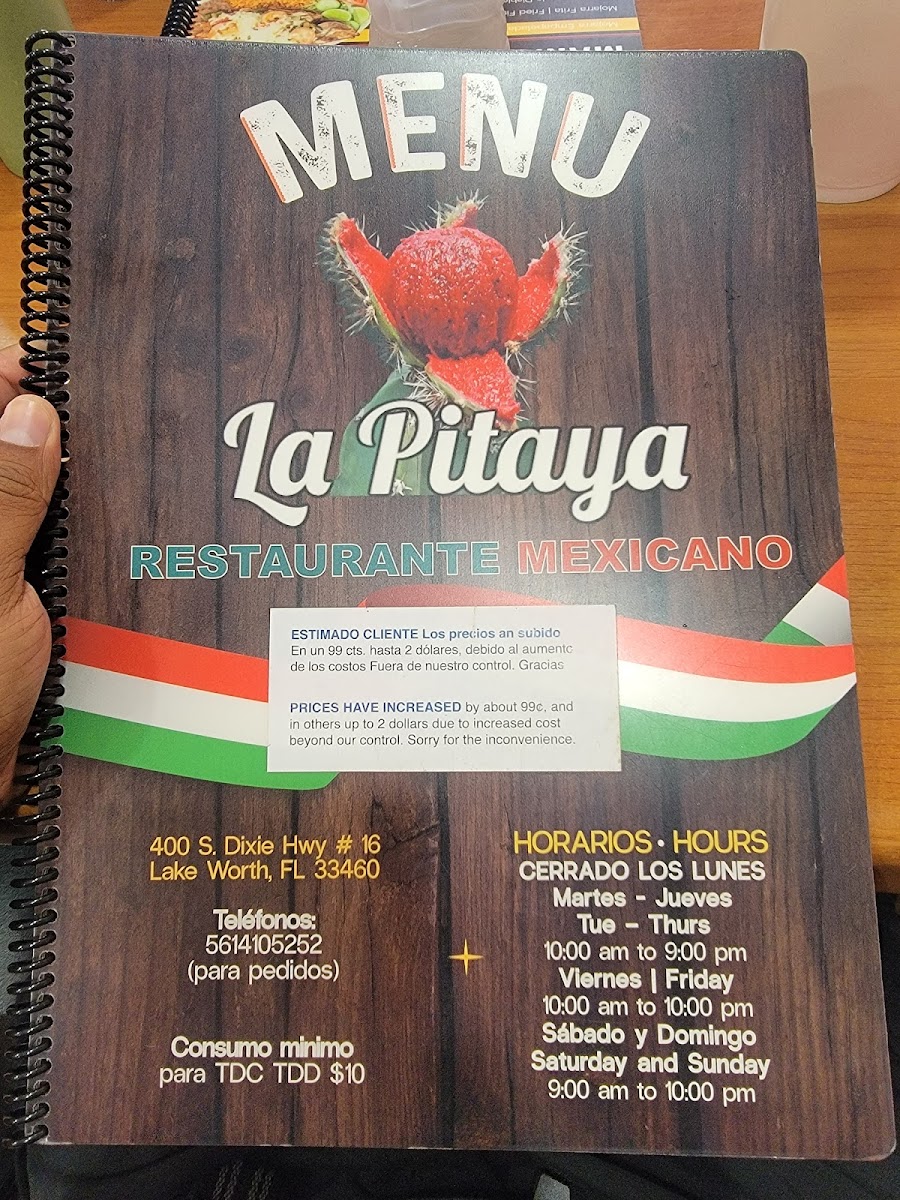 Mojarra Frita | Fried Fi
MENU
La Pitaya
RESTAURANTE MEXICANO
ESTIMADO CLIENTE Los precios an subido
En un 99 cts. hasta 2 dólares, debido al aumento
de los costos Fuera de nuestro control. Gracias
PRICES HAVE INCREASED by about 99¢, and
in others up to 2 dollars due to increased cost
beyond our control. Sorry for the inconvenience.
400 S. Dixie Hwy # 16
Lake Worth, FL 33460
Teléfonos:
5614105252
(para pedidos)
Consumo minimo
para TDC TDD $10
HORARIOS • HOURS
CERRADO LOS LUNES
Martes - Jueves
Tue - Thurs
10:00 am to 9:00 pm
Viernes | Friday
10:00 am to 10:00 pm
Sábado y Domingo
Saturday and Sunday
9:00 am to 10:00 pm